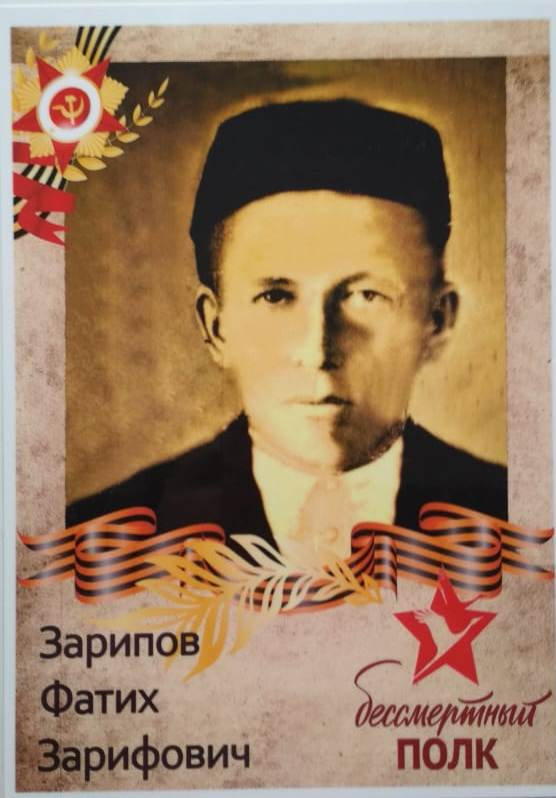 Зарипов
Фатих
Зарифович
бессмертный
ПОЛК